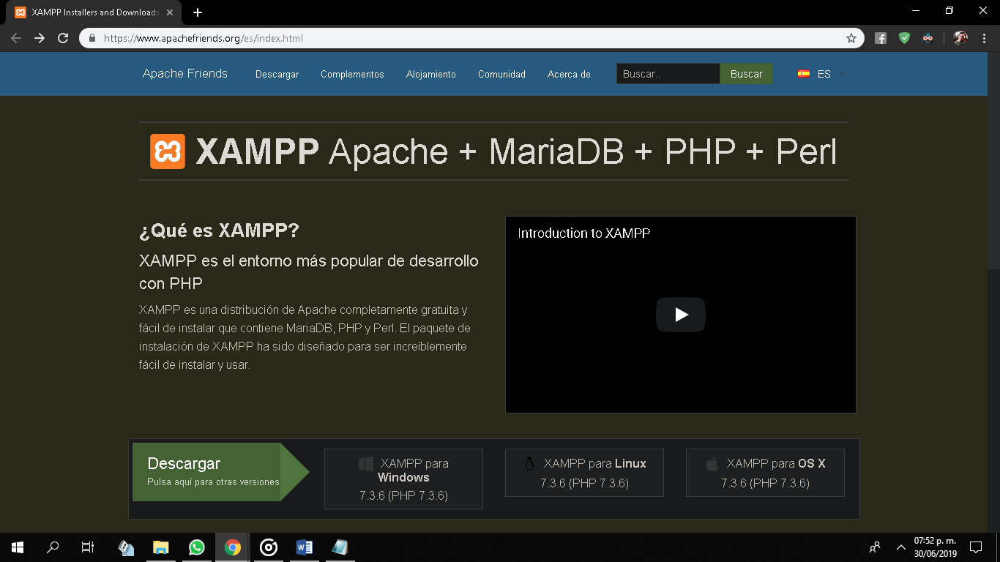 XAMPP Installers and Downloads
https://www.apachefriends.org/es/index.html
Apache Friends
Descargar
Complementos
Alojamiento
Comunidad
Acerca de
Buscar..
Buscar
ES
XAMPP Apache + MariaDB + PHP + Perl
¿Qué es XAMPP?
XAMPP es el entorno más popular de desarrollo
con PHP
XAMPP es una distribución de Apache completamente gratuita y
fácil de instalar que contiene MariaDB, PHP y Perl. El paquete de
instalación de XAMPP ha sido diseñado para ser increíblemente
fácil de instalar y usar.
Introduction to XAMPP
Descargar
Pulsa aquí para otras versiones
XAMPP para
Windows
7.3.6 (PHP 7.3.6)
XAMPP para Linux
7.3.6 (PHP 7.3.6)
XAMPP para OS X
7.3.6 (PHP 7.3.6)
07:52 p. m.
30/06/2019